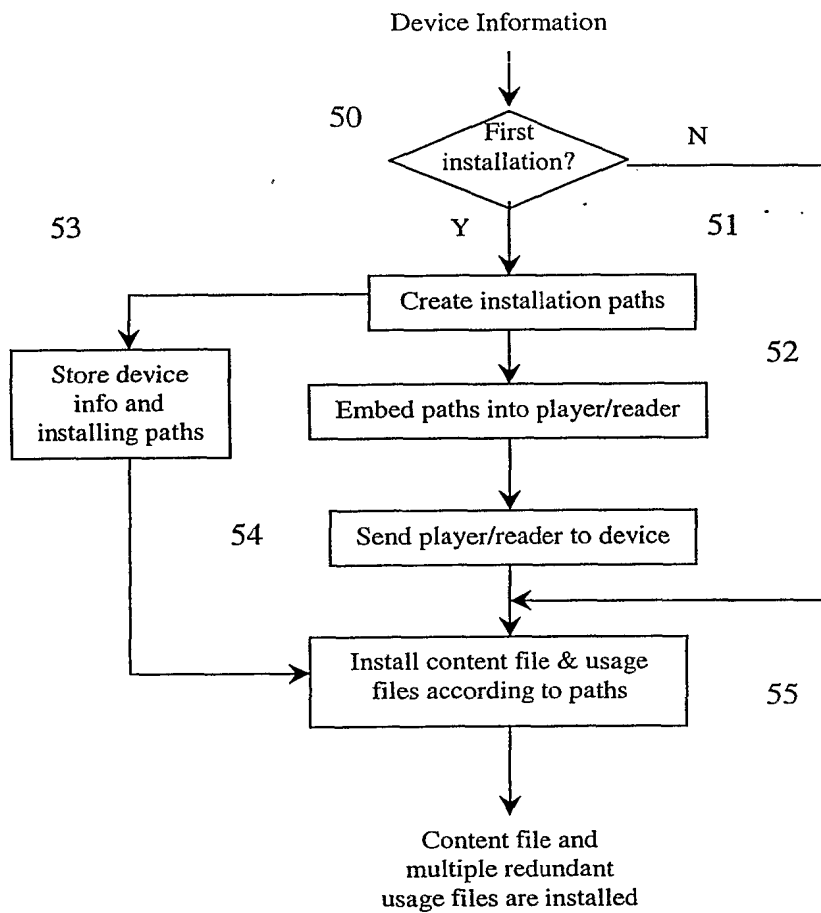 Device Information
50
First
installation?
N
53
Y
51
Create installation paths
52
Store device
info and
installing paths
Embed paths into player/reader
54
Send player/reader to device
Install content file & usage
files according to paths
55
Content file and
multiple redundant
usage files are installed